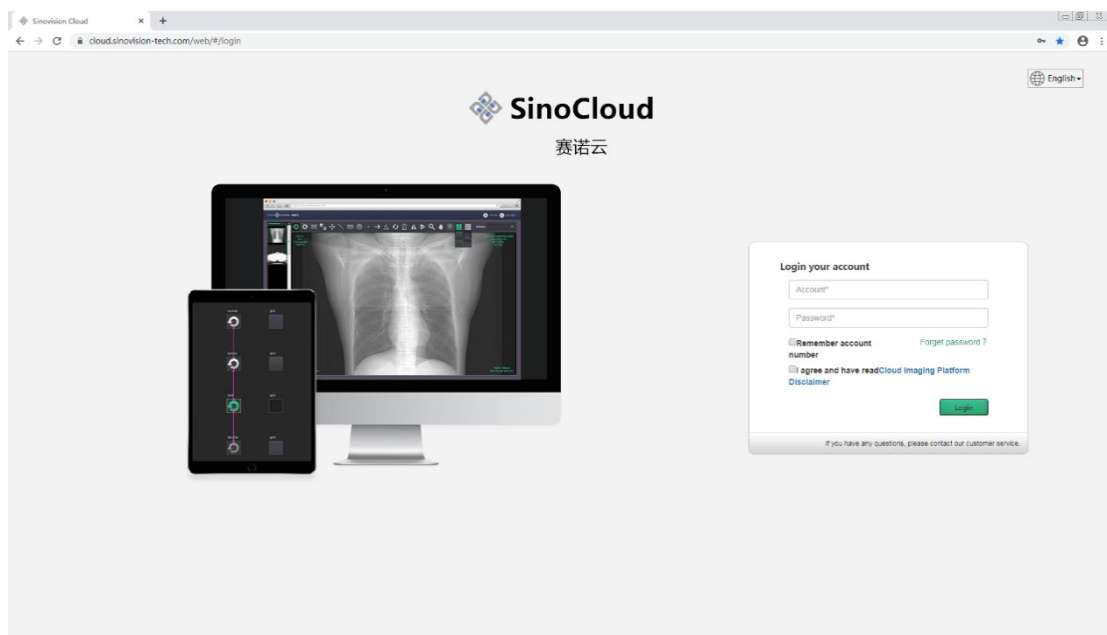 Sinovision Cloud
cloud.sinovision-tech.com/web/#/login
English
SinoCloud
赛诺云
Login your account
Account*
Password*
Remember account
number
Forget password ?
I agree and have readCloud Imaging Platform
Disclaimer
Login
If you have any questions, please contact our customer service.